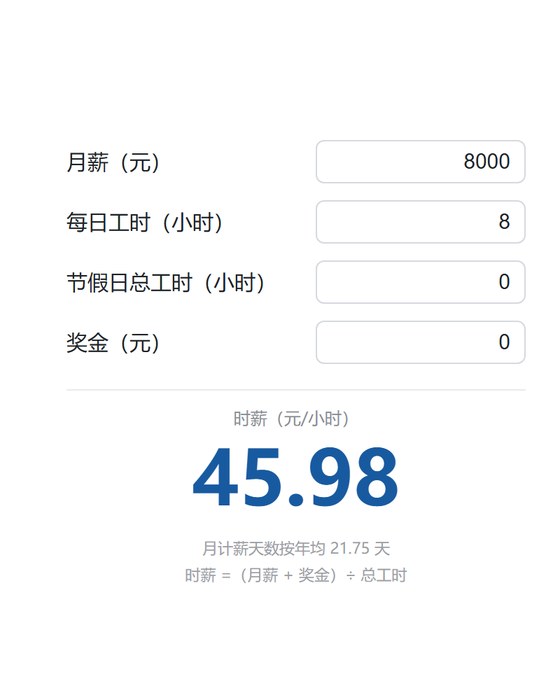 月薪（元） 8000
每日工时（小时） 8
节假日总工时（小时） 0
奖金（元） 0
时薪（元/小时）
45.98
月计薪天数按年均 21.75 天
时薪 =（月薪 + 奖金）÷ 总工时